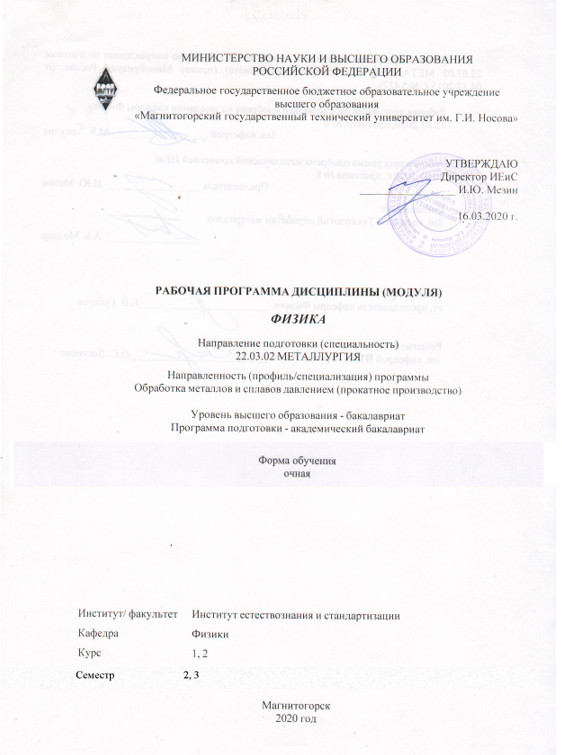 МИНИСТЕРСТВО НАУКИ И ВЫСШЕГО ОБРАЗОВАНИЯ
РОССИЙСКОЙ ФЕДЕРАЦИИ
Федеральное государственное бюджетное образовательное учреждение
высшего образования
«Магнитогорский государственный технический университет им. Г.И. Носова»
УТВЕРЖДАЮ
Директор ИЕиС
И.Ю. Мезин
16.03.2020 г.
РАБОЧАЯ ПРОГРАММА ДИСЦИПЛИНЫ (МОДУЛЯ)
ФИЗИКА
Направление подготовки (специальность)
22.03.02 МЕТАЛЛУРГИЯ
Направленность (профиль/специализация) программы
Обработка металлов и сплавов давлением (прокатное производство)
Уровень высшего образования - бакалавриат
Программа подготовки - академический бакалавриат
Форма обучения
очная
Институт/ факультет Институт естествознания и стандартизации
Кафедра Физики
Курс 1, 2
Семестр 2, 3
Магнитогорск
2020 год